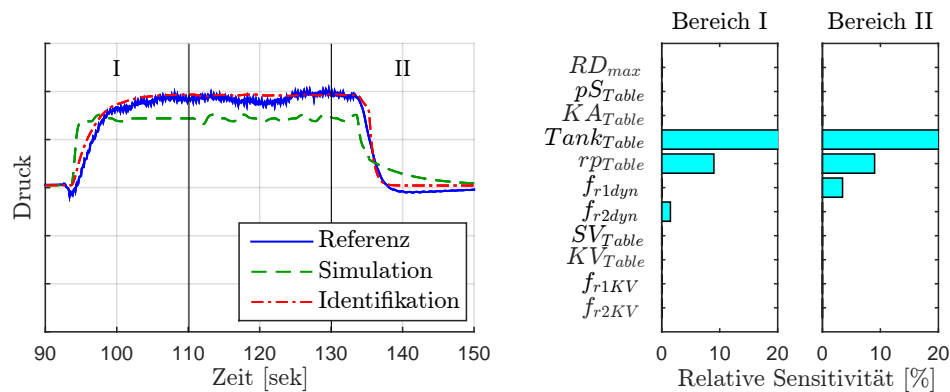 I
II
Druck
Referenz
Simulation
Identifikation
90 100 110 120 130 140 150
Zeit [sek]
Bereich I
Bereich II
RD_max
pS_Table
KA_Table
Tank_Table
rp_Table
f_r1dyn
f_r2dyn
SV_Table
KV_Table
f_r1KV
f_r2KV
0 10 20
0 10 20
Relative Sensitivität [%]